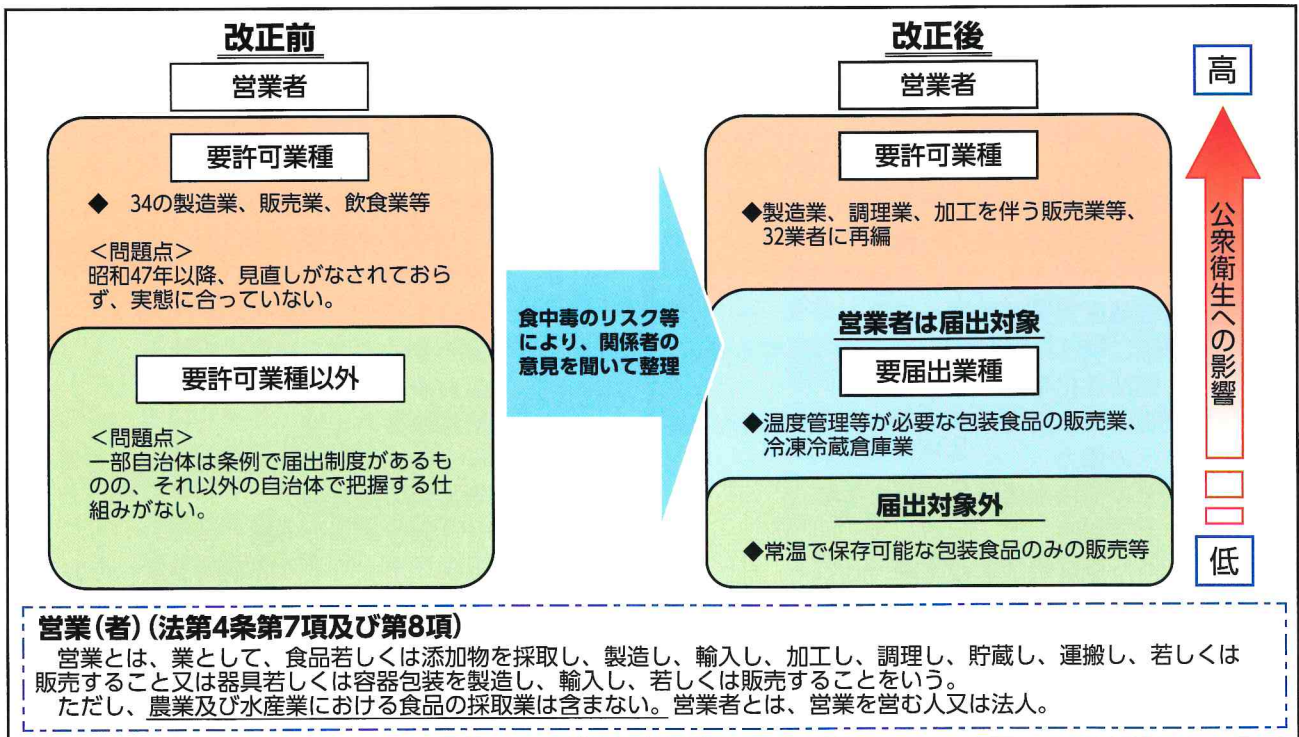 改正前
営業者
要許可業種
◆ 34の製造業、販売業、飲食業等
＜問題点＞
昭和47年以降、見直しがなされておら
ず、実態に合っていない。
要許可業種以外
＜問題点＞
一部自治体は条例で届出制度があるも
のの、それ以外の自治体で把握する仕
組みがない。
食中毒のリスク等
により、関係者の
意見を聞いて整理
改正後
営業者
要許可業種
◆製造業、調理業、加工を伴う販売業等、
32業者に再編
営業者は届出対象
要届出業種
◆温度管理等が必要な包装食品の販売業、
冷凍冷蔵倉庫業
届出対象外
◆常温で保存可能な包装食品のみの販売等
高
公衆衛生への影響
低
営業(者)(法第4条第7項及び第8項)
営業とは、業として、食品若しくは添加物を採取し、製造し、輸入し、加工し、調理し、貯蔵し、運搬し、若しくは
販売すること又は器具若しくは容器包装を製造し、輸入し、若しくは販売することをいう。
ただし、農業及び水産業における食品の採取業は含まない。営業者とは、営業を営む人又は法人。